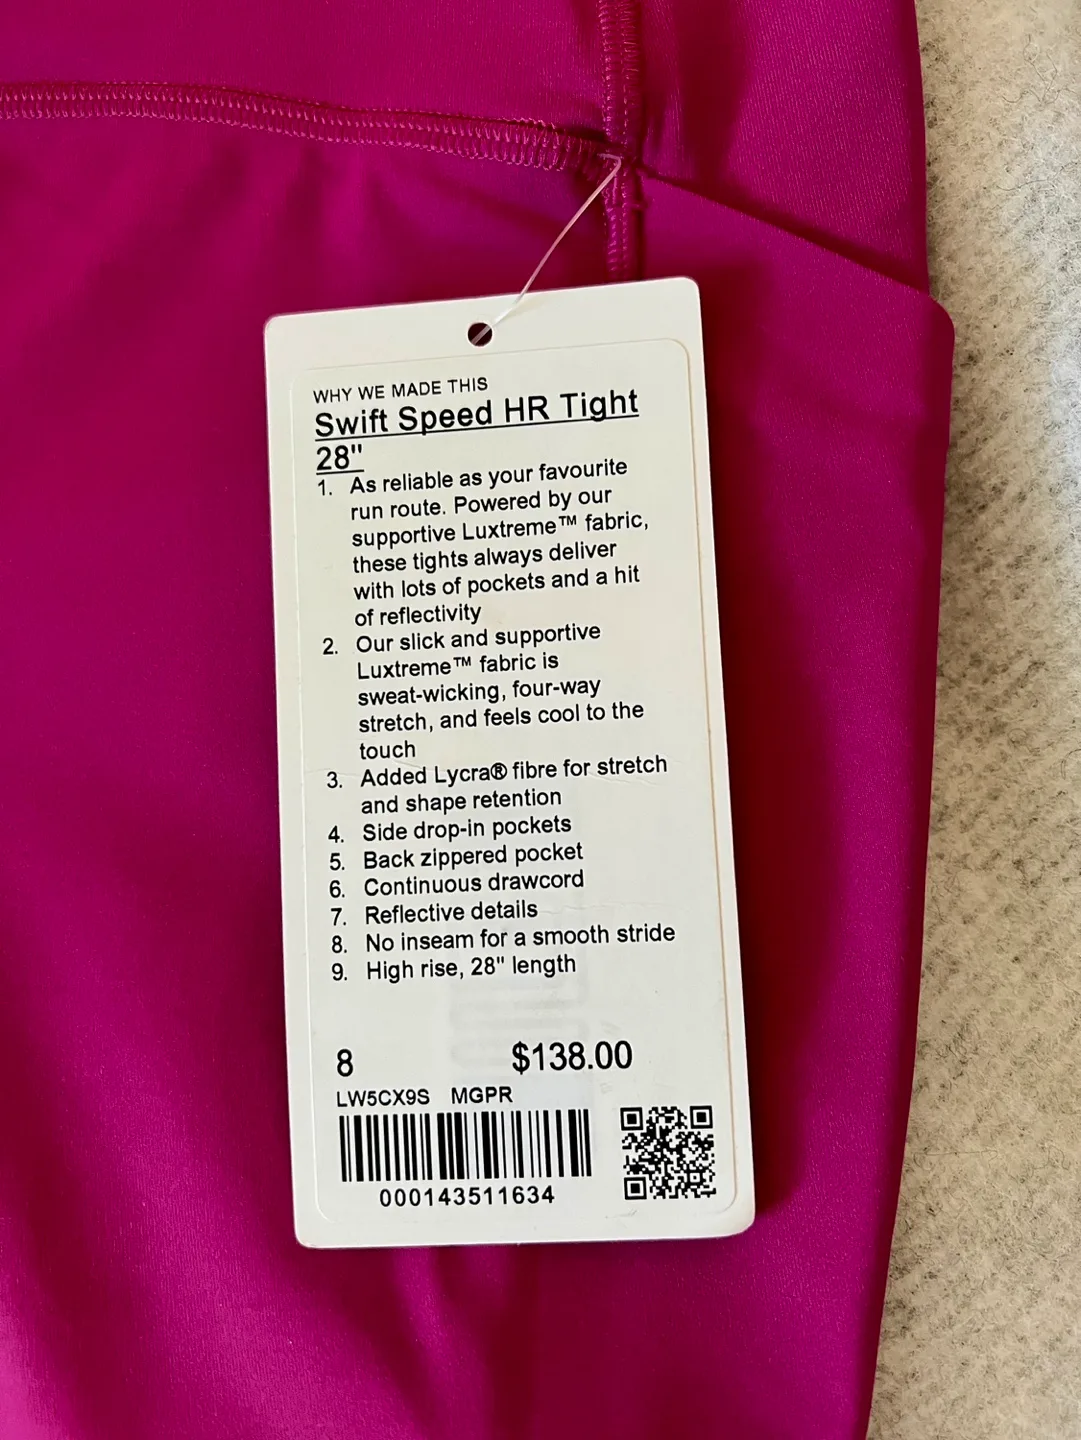 WHY WE MADE THIS
Swift Speed HR Tight
28"
1. As reliable as your favourite
run route. Powered by our
supportive Luxtreme™ fabric,
these tights always deliver
with lots of pockets and a hit
of reflectivity
2. Our slick and supportive
Luxtreme™ fabric is
sweat-wicking, four-way
stretch, and feels cool to the
touch
3. Added Lycra® fibre for stretch
and shape retention
4. Side drop-in pockets
5. Back zippered pocket
6. Continuous drawcord
7. Reflective details
8. No inseam for a smooth stride
9. High rise, 28" length
8 $138.00
LW5CX9S MGPR
000143511634